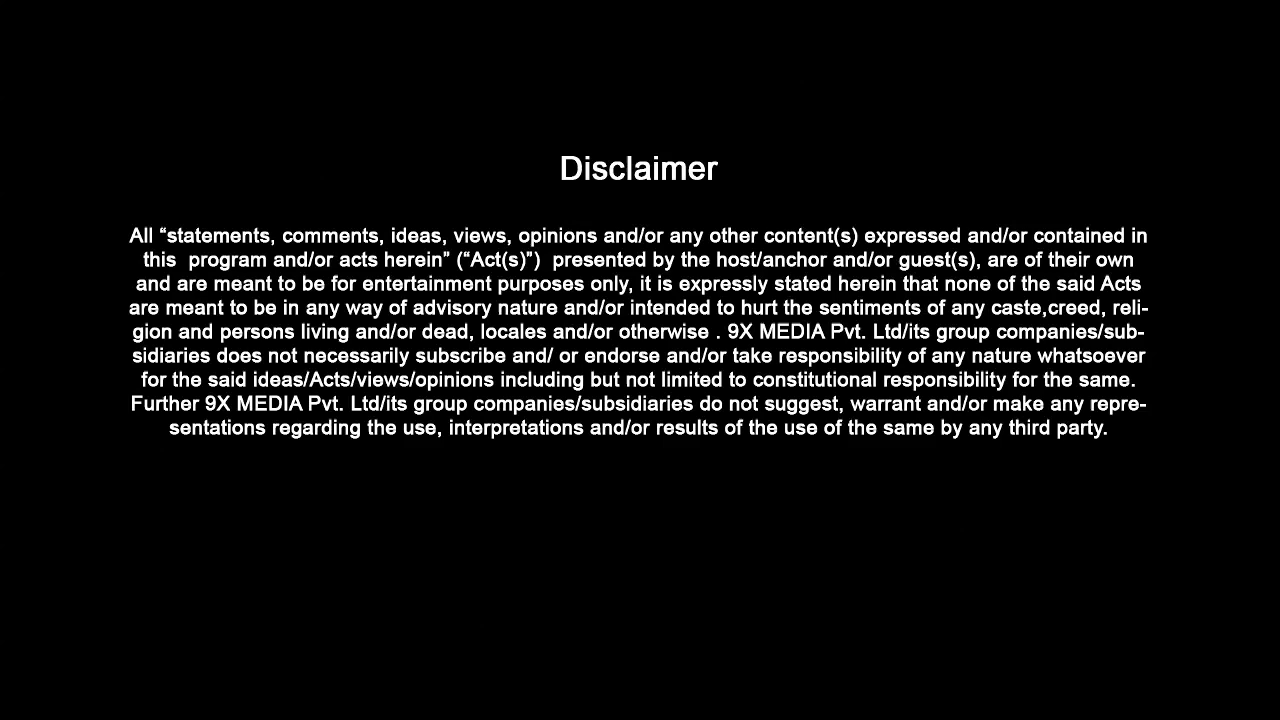 Disclaimer
All “statements, comments, ideas, views, opinions and/or any other content(s) expressed and/or contained in
this  program and/or acts herein” (“Act(s)”)  presented by the host/anchor and/or guest(s), are of their own
and are meant to be for entertainment purposes only, it is expressly stated herein that none of the said Acts
are meant to be in any way of advisory nature and/or intended to hurt the sentiments of any caste,creed, reli-
gion and persons living and/or dead, locales and/or otherwise . 9X MEDIA Pvt. Ltd/its group companies/sub-
sidiaries does not necessarily subscribe and/ or endorse and/or take responsibility of any nature whatsoever
for the said ideas/Acts/views/opinions including but not limited to constitutional responsibility for the same.
Further 9X MEDIA Pvt. Ltd/its group companies/subsidiaries do not suggest, warrant and/or make any repre-
sentations regarding the use, interpretations and/or results of the use of the same by any third party.